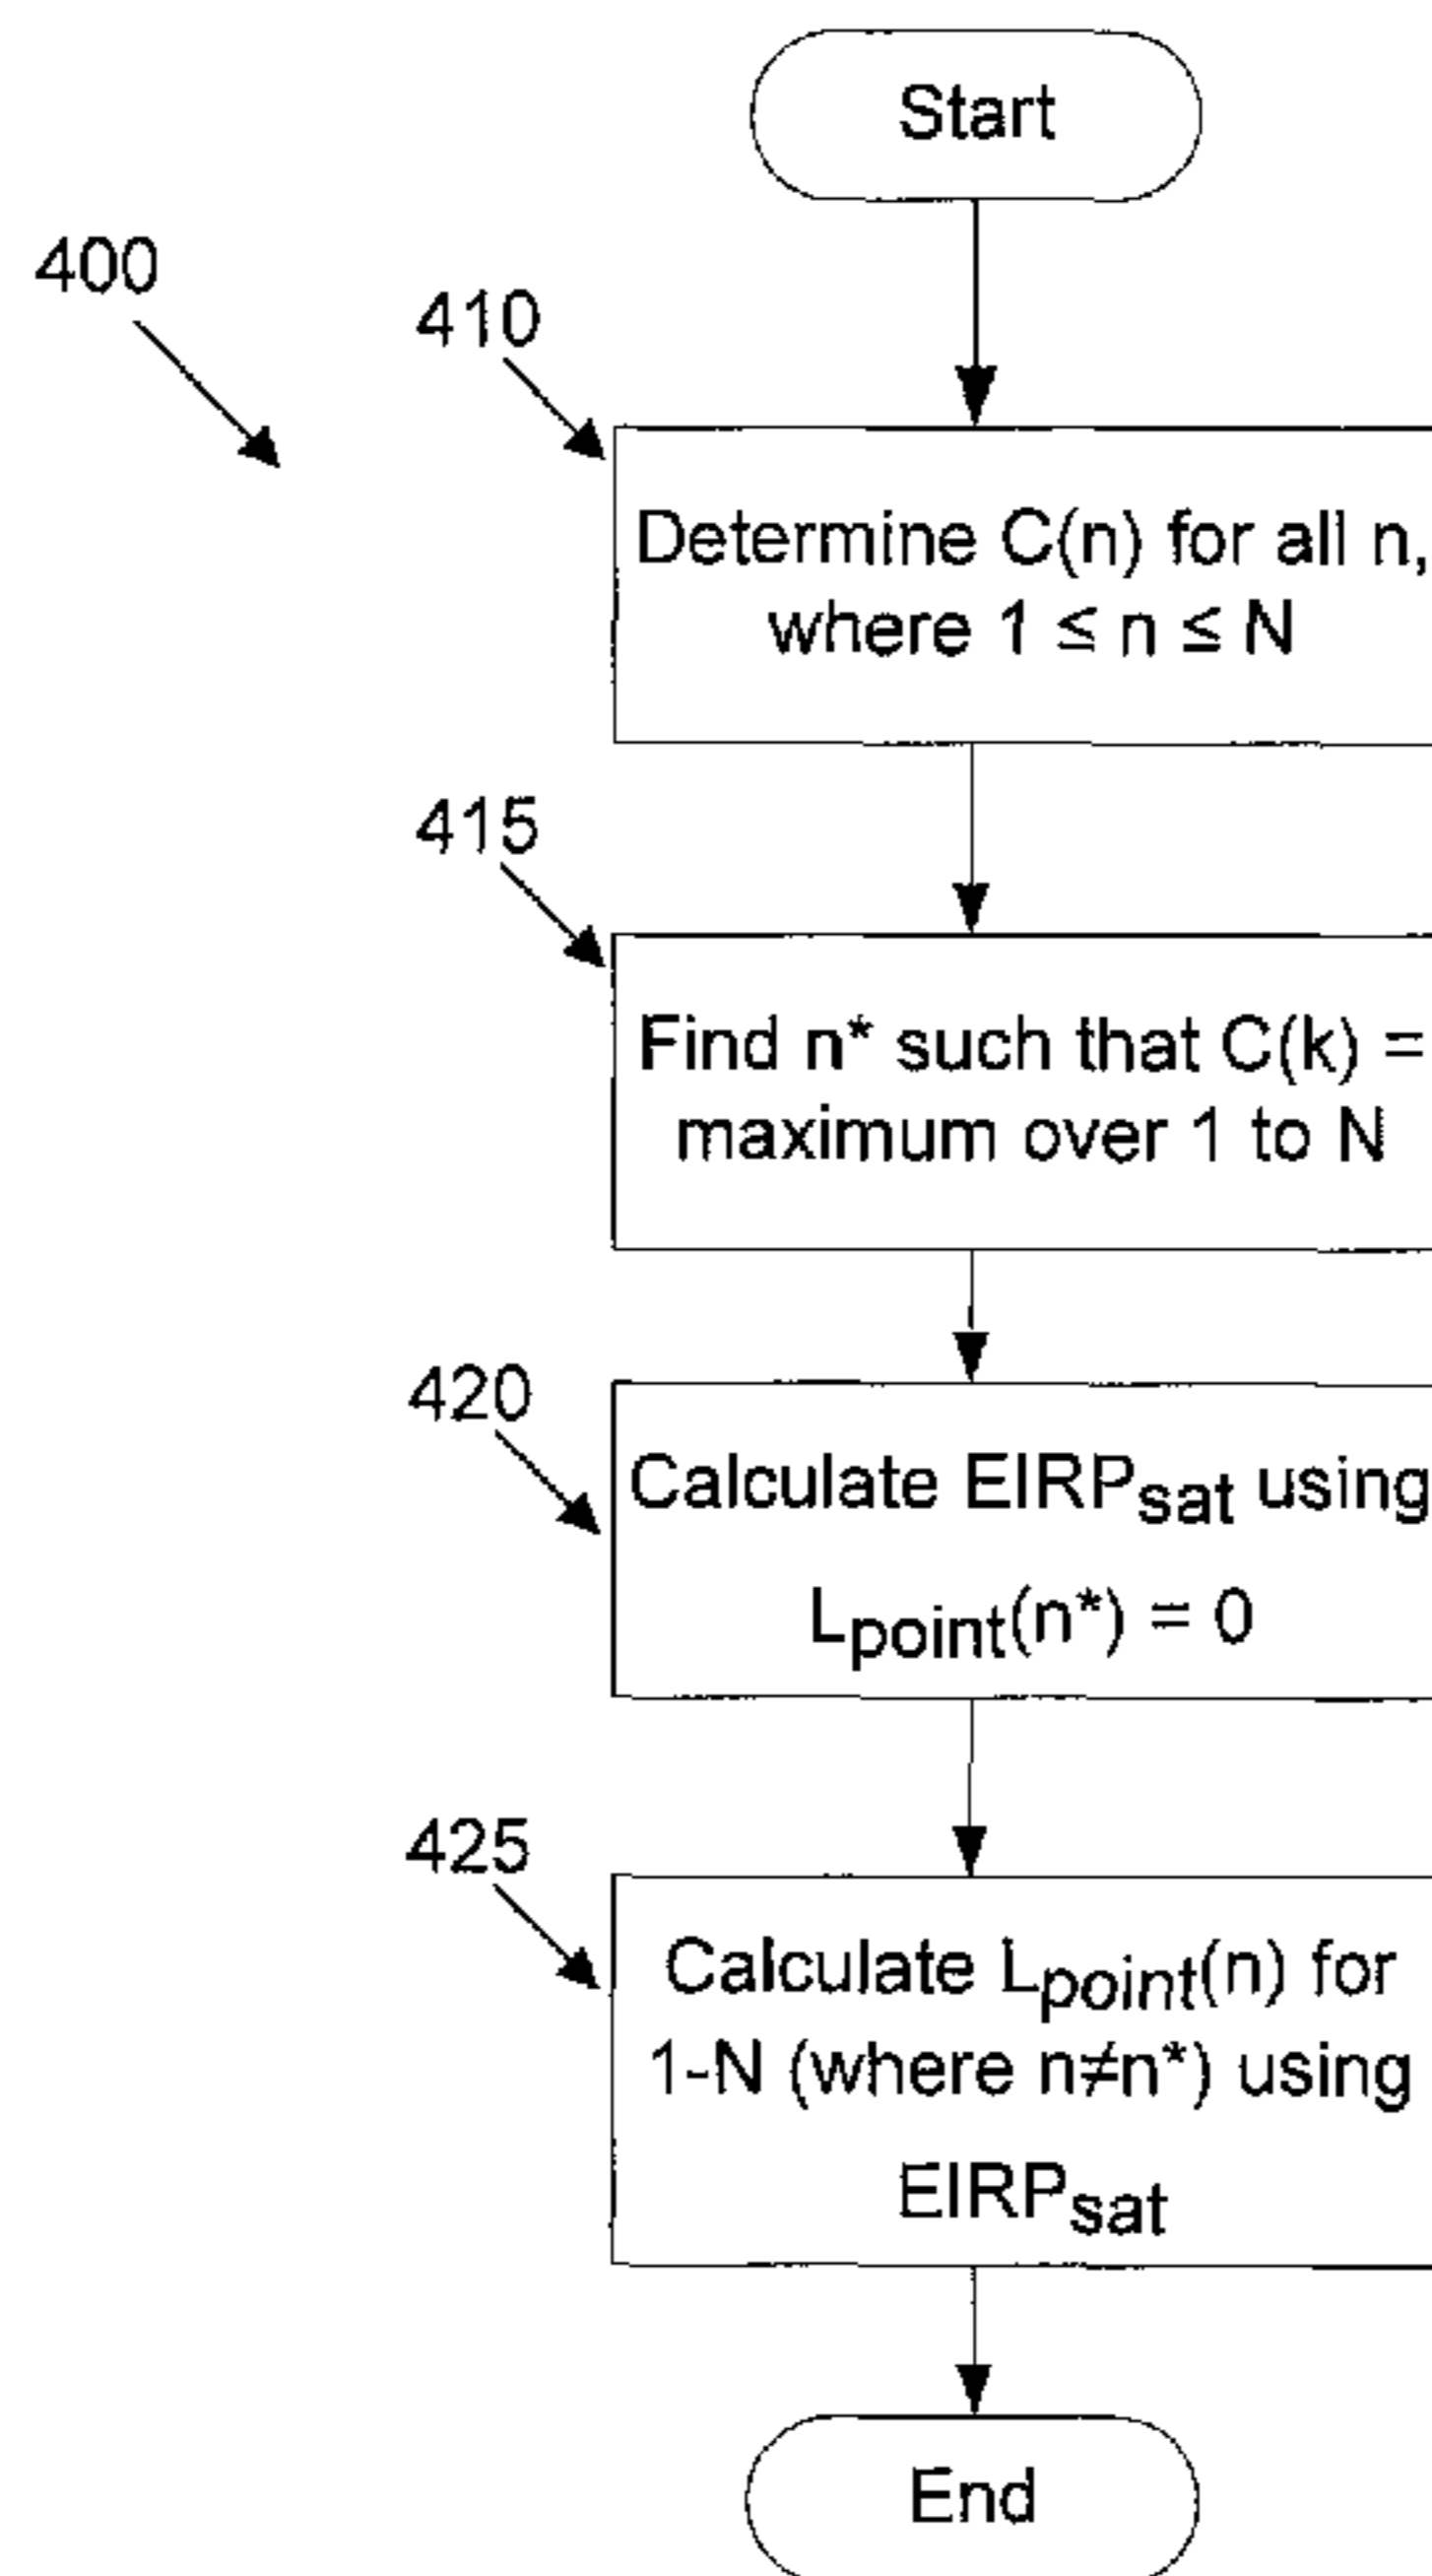 Start
400
410
Determine C(n) for all n,
where 1 ≤ n ≤ N
415
Find n* such that C(k) =
maximum over 1 to N
420
Calculate EIRPsat using
Lpoint(n*) = 0
425
Calculate Lpoint(n) for
1-N (where n≠n*) using
EIRPsat
End